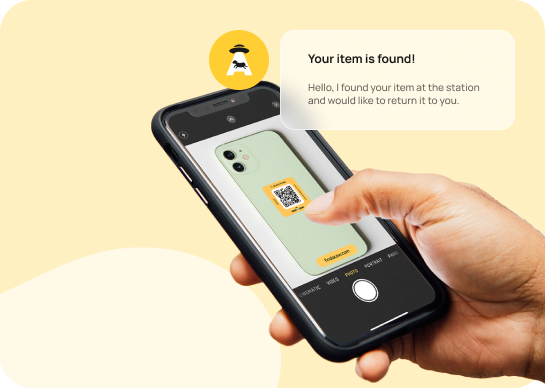 Your item is found!
Hello, I found your item at the station
and would like to return it to you.
VIDEO
PHOTO
PORTRAIT